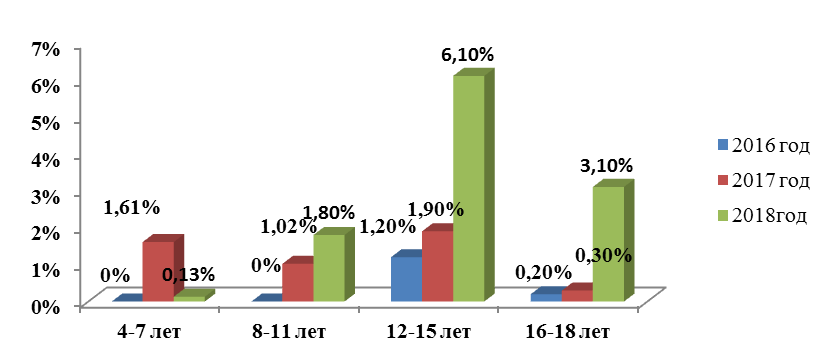 7%
6%
5%
4%
3%
2%
1%
0%
0%
1,61%
0,13%
0%
1,02%
1,80%
1,20%
1,90%
6,10%
0,20%
0,30%
3,10%
4-7 лет
8-11 лет
12-15 лет
16-18 лет
2016 год
2017 год
2018год